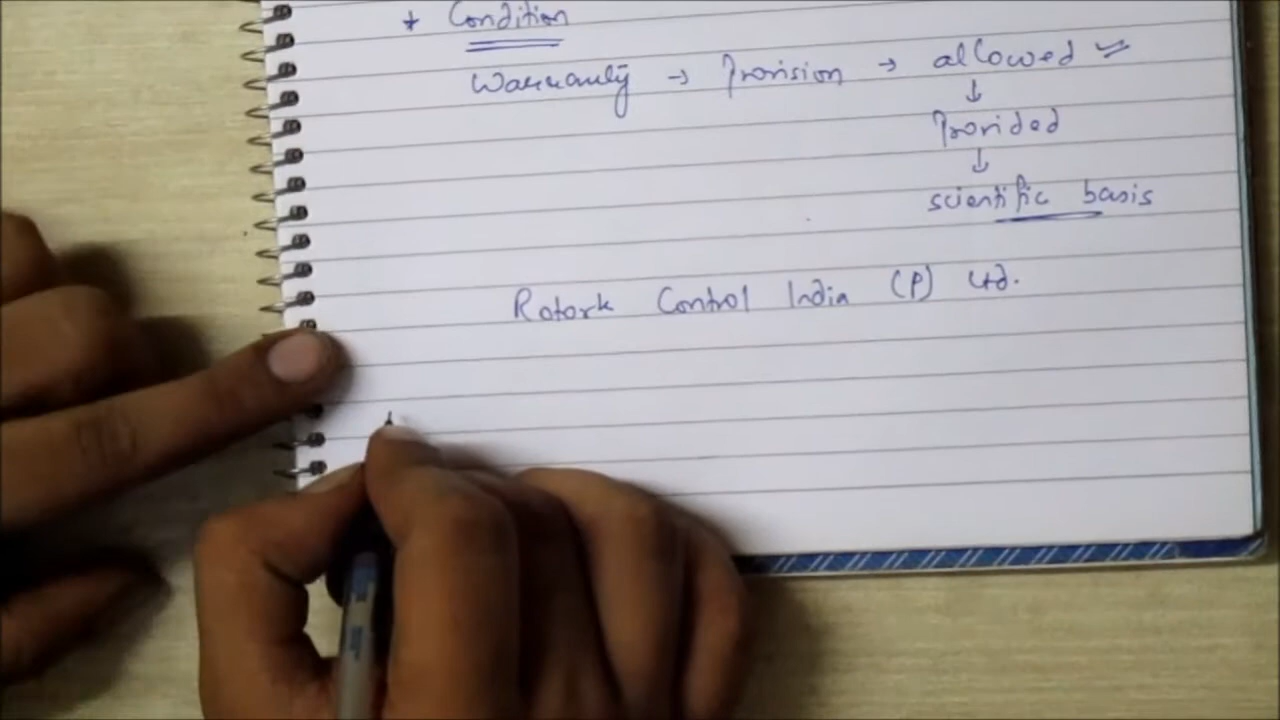 * Condition
Warranty → Provision → allowed
↓
Provided
↓
scientific basis
Rotork Control India (P) Ltd.